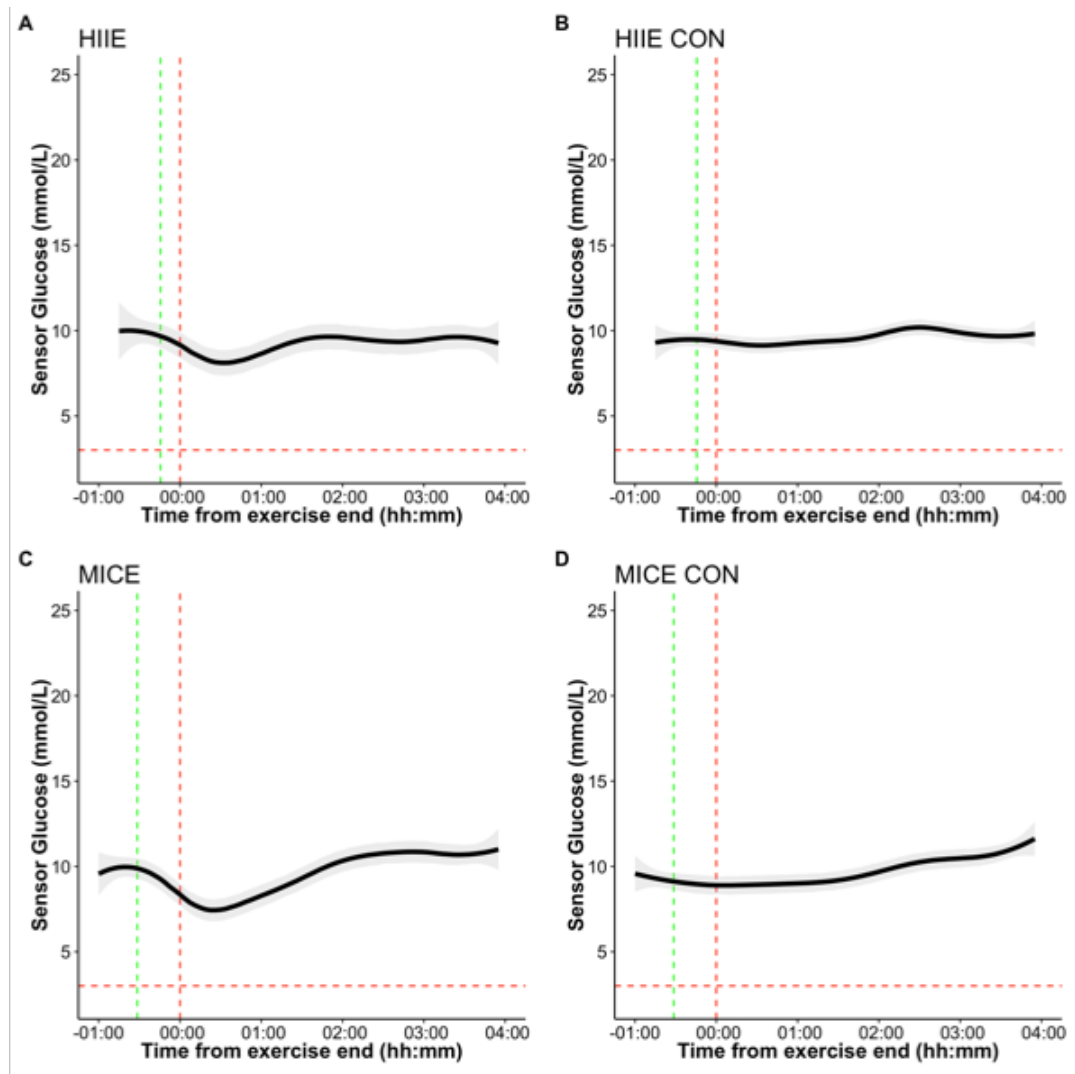 A
HIIE
25
20
15
10
5
Sensor Glucose (mmol/L)
-01:00 00:00 01:00 02:00 03:00 04:00
Time from exercise end (hh:mm)
B
HIIE CON
25
20
15
10
5
Sensor Glucose (mmol/L)
-01:00 00:00 01:00 02:00 03:00 04:00
Time from exercise end (hh:mm)
C
MICE
25
20
15
10
5
Sensor Glucose (mmol/L)
-01:00 00:00 01:00 02:00 03:00 04:00
Time from exercise end (hh:mm)
D
MICE CON
25
20
15
10
5
Sensor Glucose (mmol/L)
-01:00 00:00 01:00 02:00 03:00 04:00
Time from exercise end (hh:mm)